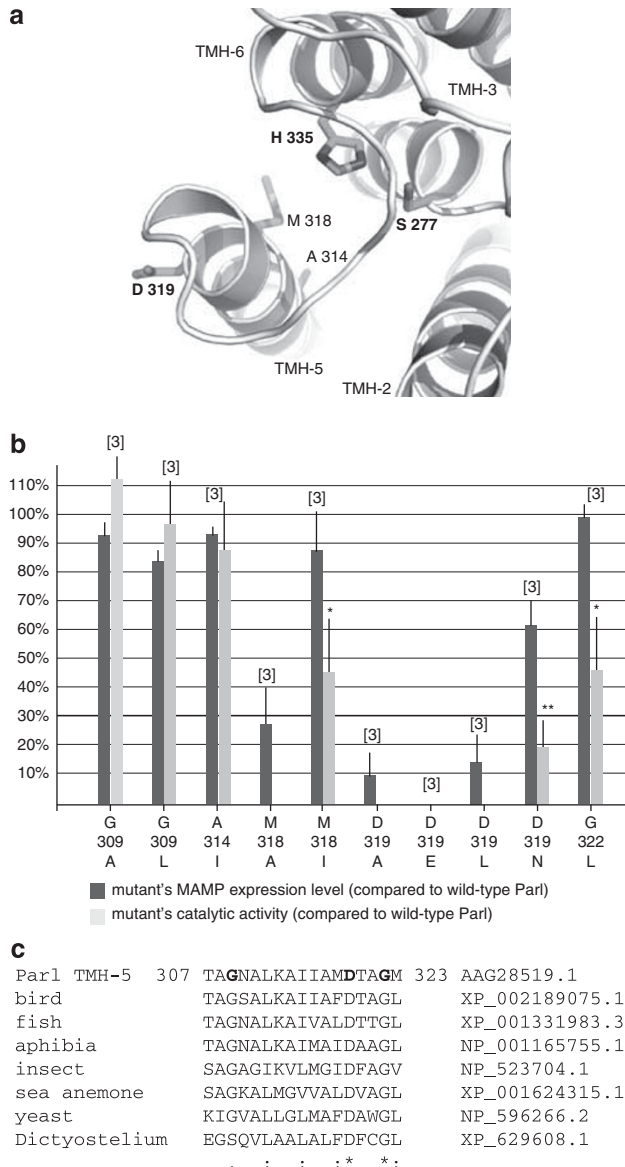 a
TMH-6
TMH-3
H 335
M 318
S 277
A 314
D 319
TMH-5
TMH-2
b
[3]
[3]
110%
[3] [3] [3]
100%
90%
80%
70%
[3]
60%
* *
50%
40%
[3]
30%
**
[3] [3]
20%
10%
[3]
G G A M M D D D D G
309 309 314 318 318 319 319 319 319 322
A L I A I A E L N L
mutant's MAMP expression level (compared to wild-type Parl)
mutant's catalytic activity (compared to wild-type Parl)
c
Parl TMH-5 307 TAGNALKAIIAMDTAGM 323 AAG28519.1
bird TAGSALKAIIAFDTAGL XP_002189075.1
fish TAGNALKAIVALDTTGL XP_001331983.3
aphibia TAGNALKAIMAIDAAGL NP_001165755.1
insect SAGAGIKVLMGIDFAGV NP_523704.1
sea anemone SAGKALMGVVALDVAGL XP_001624315.1
yeast KIGVALLGLMAFDAWGL NP_596266.2
Dictyostelium EGSQVLAALALFDFCGL XP_629608.1
. : : :* *: